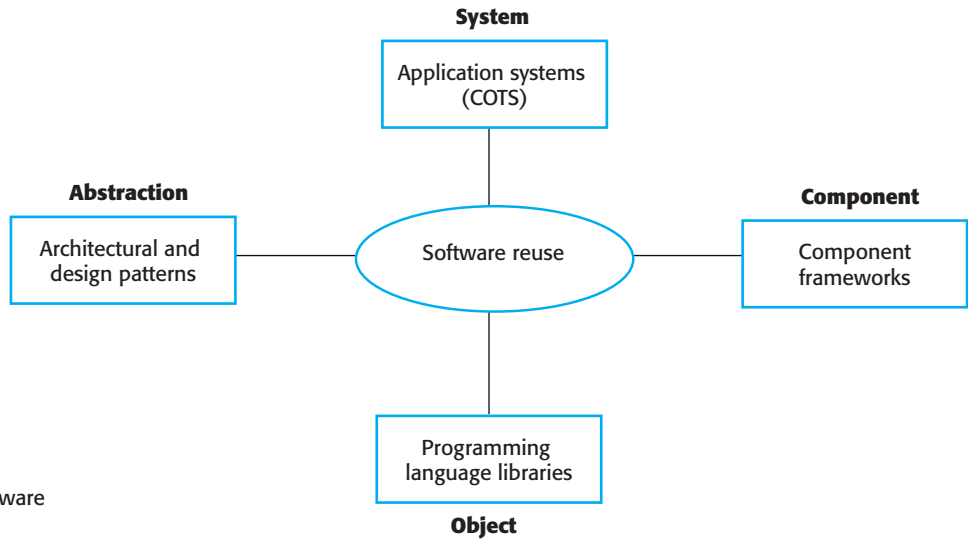 System
Application systems
(COTS)
Abstraction
Architectural and
design patterns
Software reuse
Component
Component
frameworks
Programming
language libraries
ware
Object